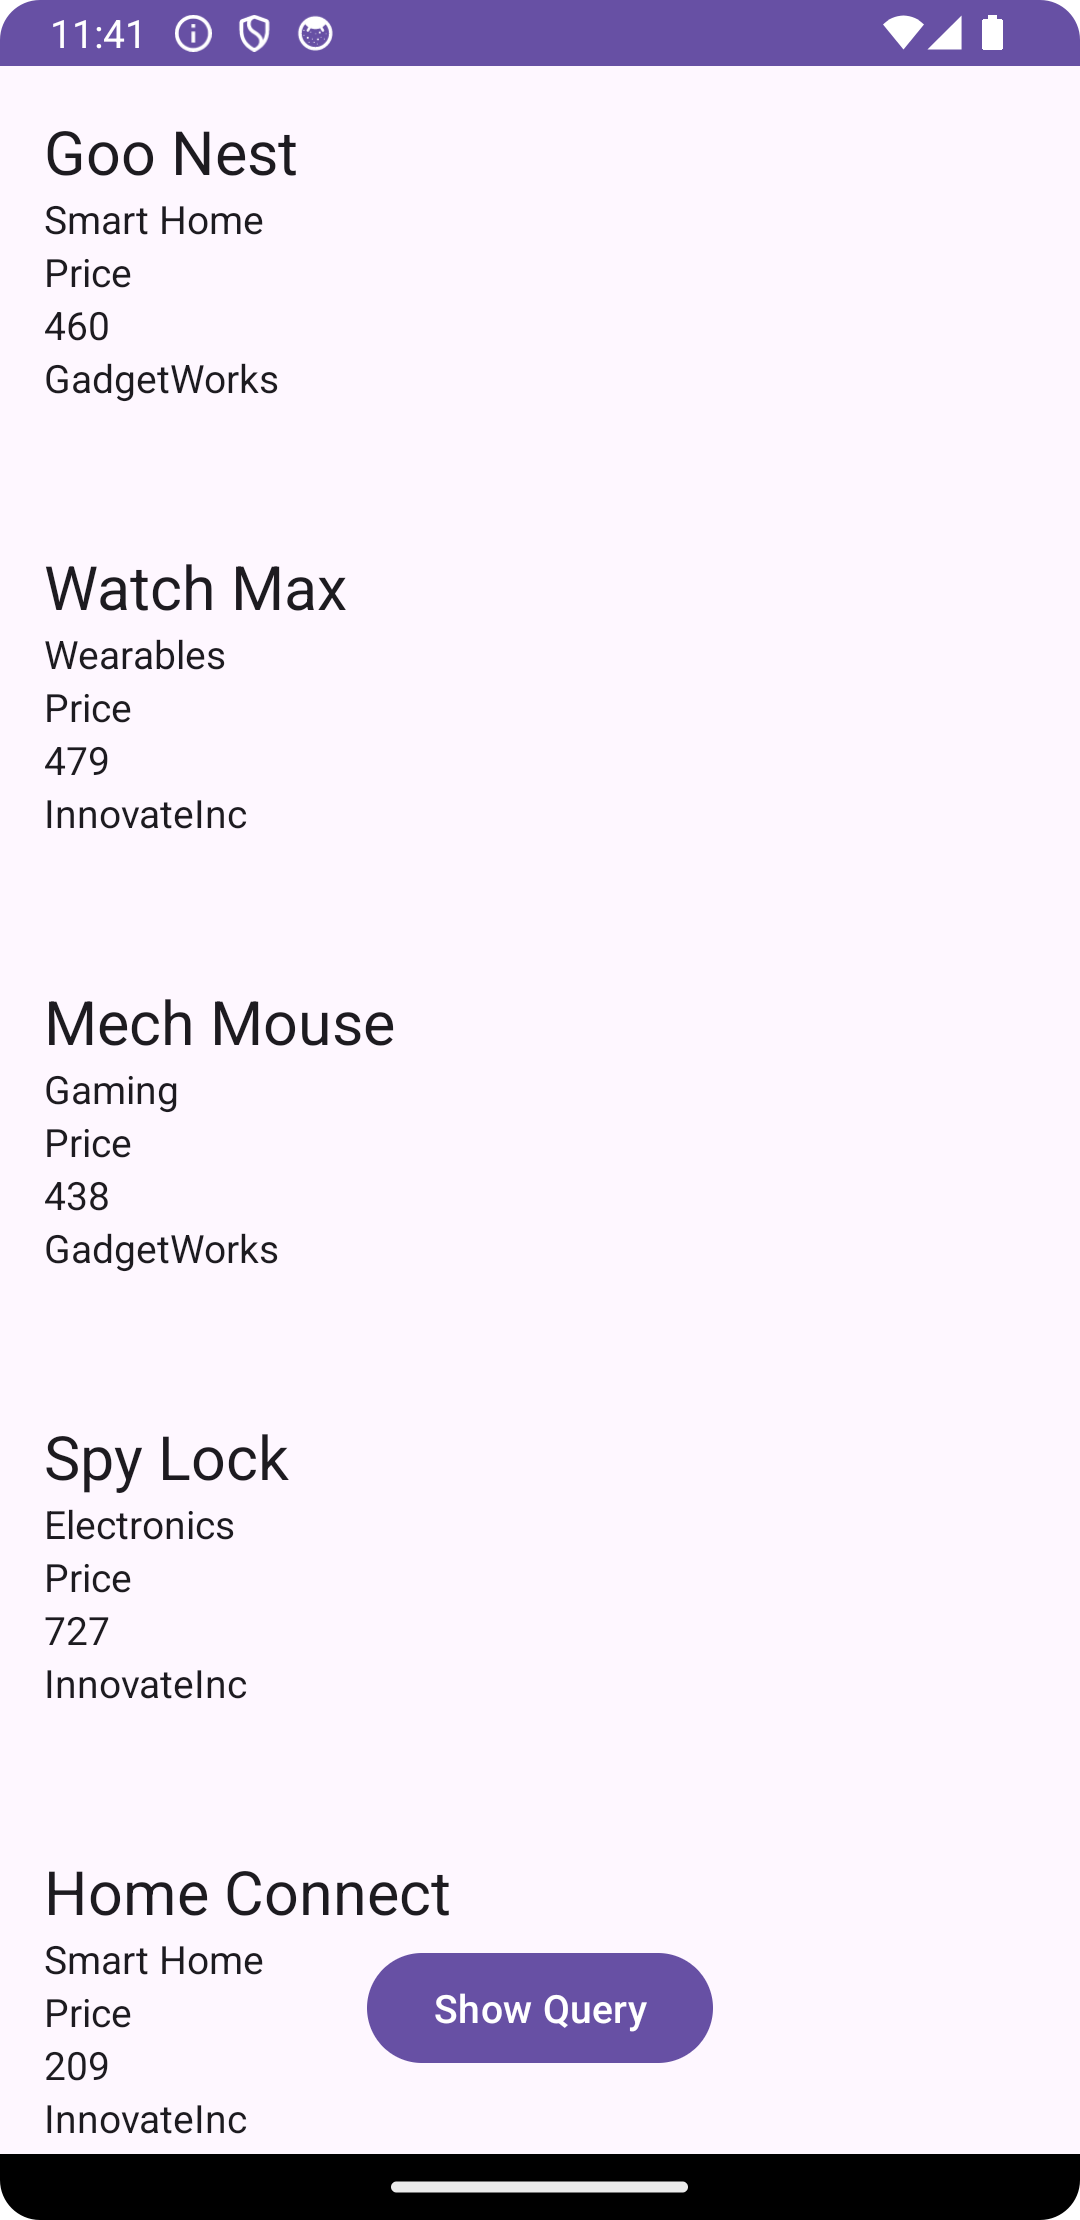 11:41
Goo Nest
Smart Home
Price
460
GadgetWorks
Watch Max
Wearables
Price
479
InnovateInc
Mech Mouse
Gaming
Price
438
GadgetWorks
Spy Lock
Electronics
Price
727
InnovateInc
Home Connect
Smart Home
Price
209
InnovateInc
Show Query